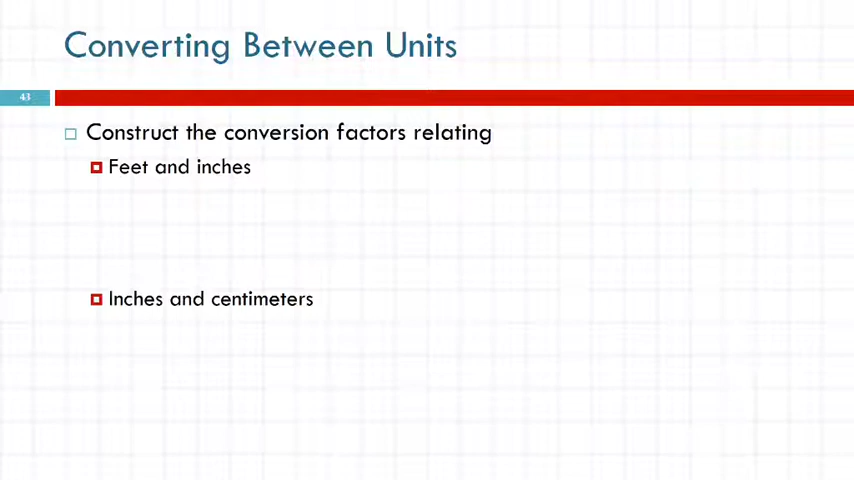 Converting Between Units
43
Construct the conversion factors relating
Feet and inches
Inches and centimeters